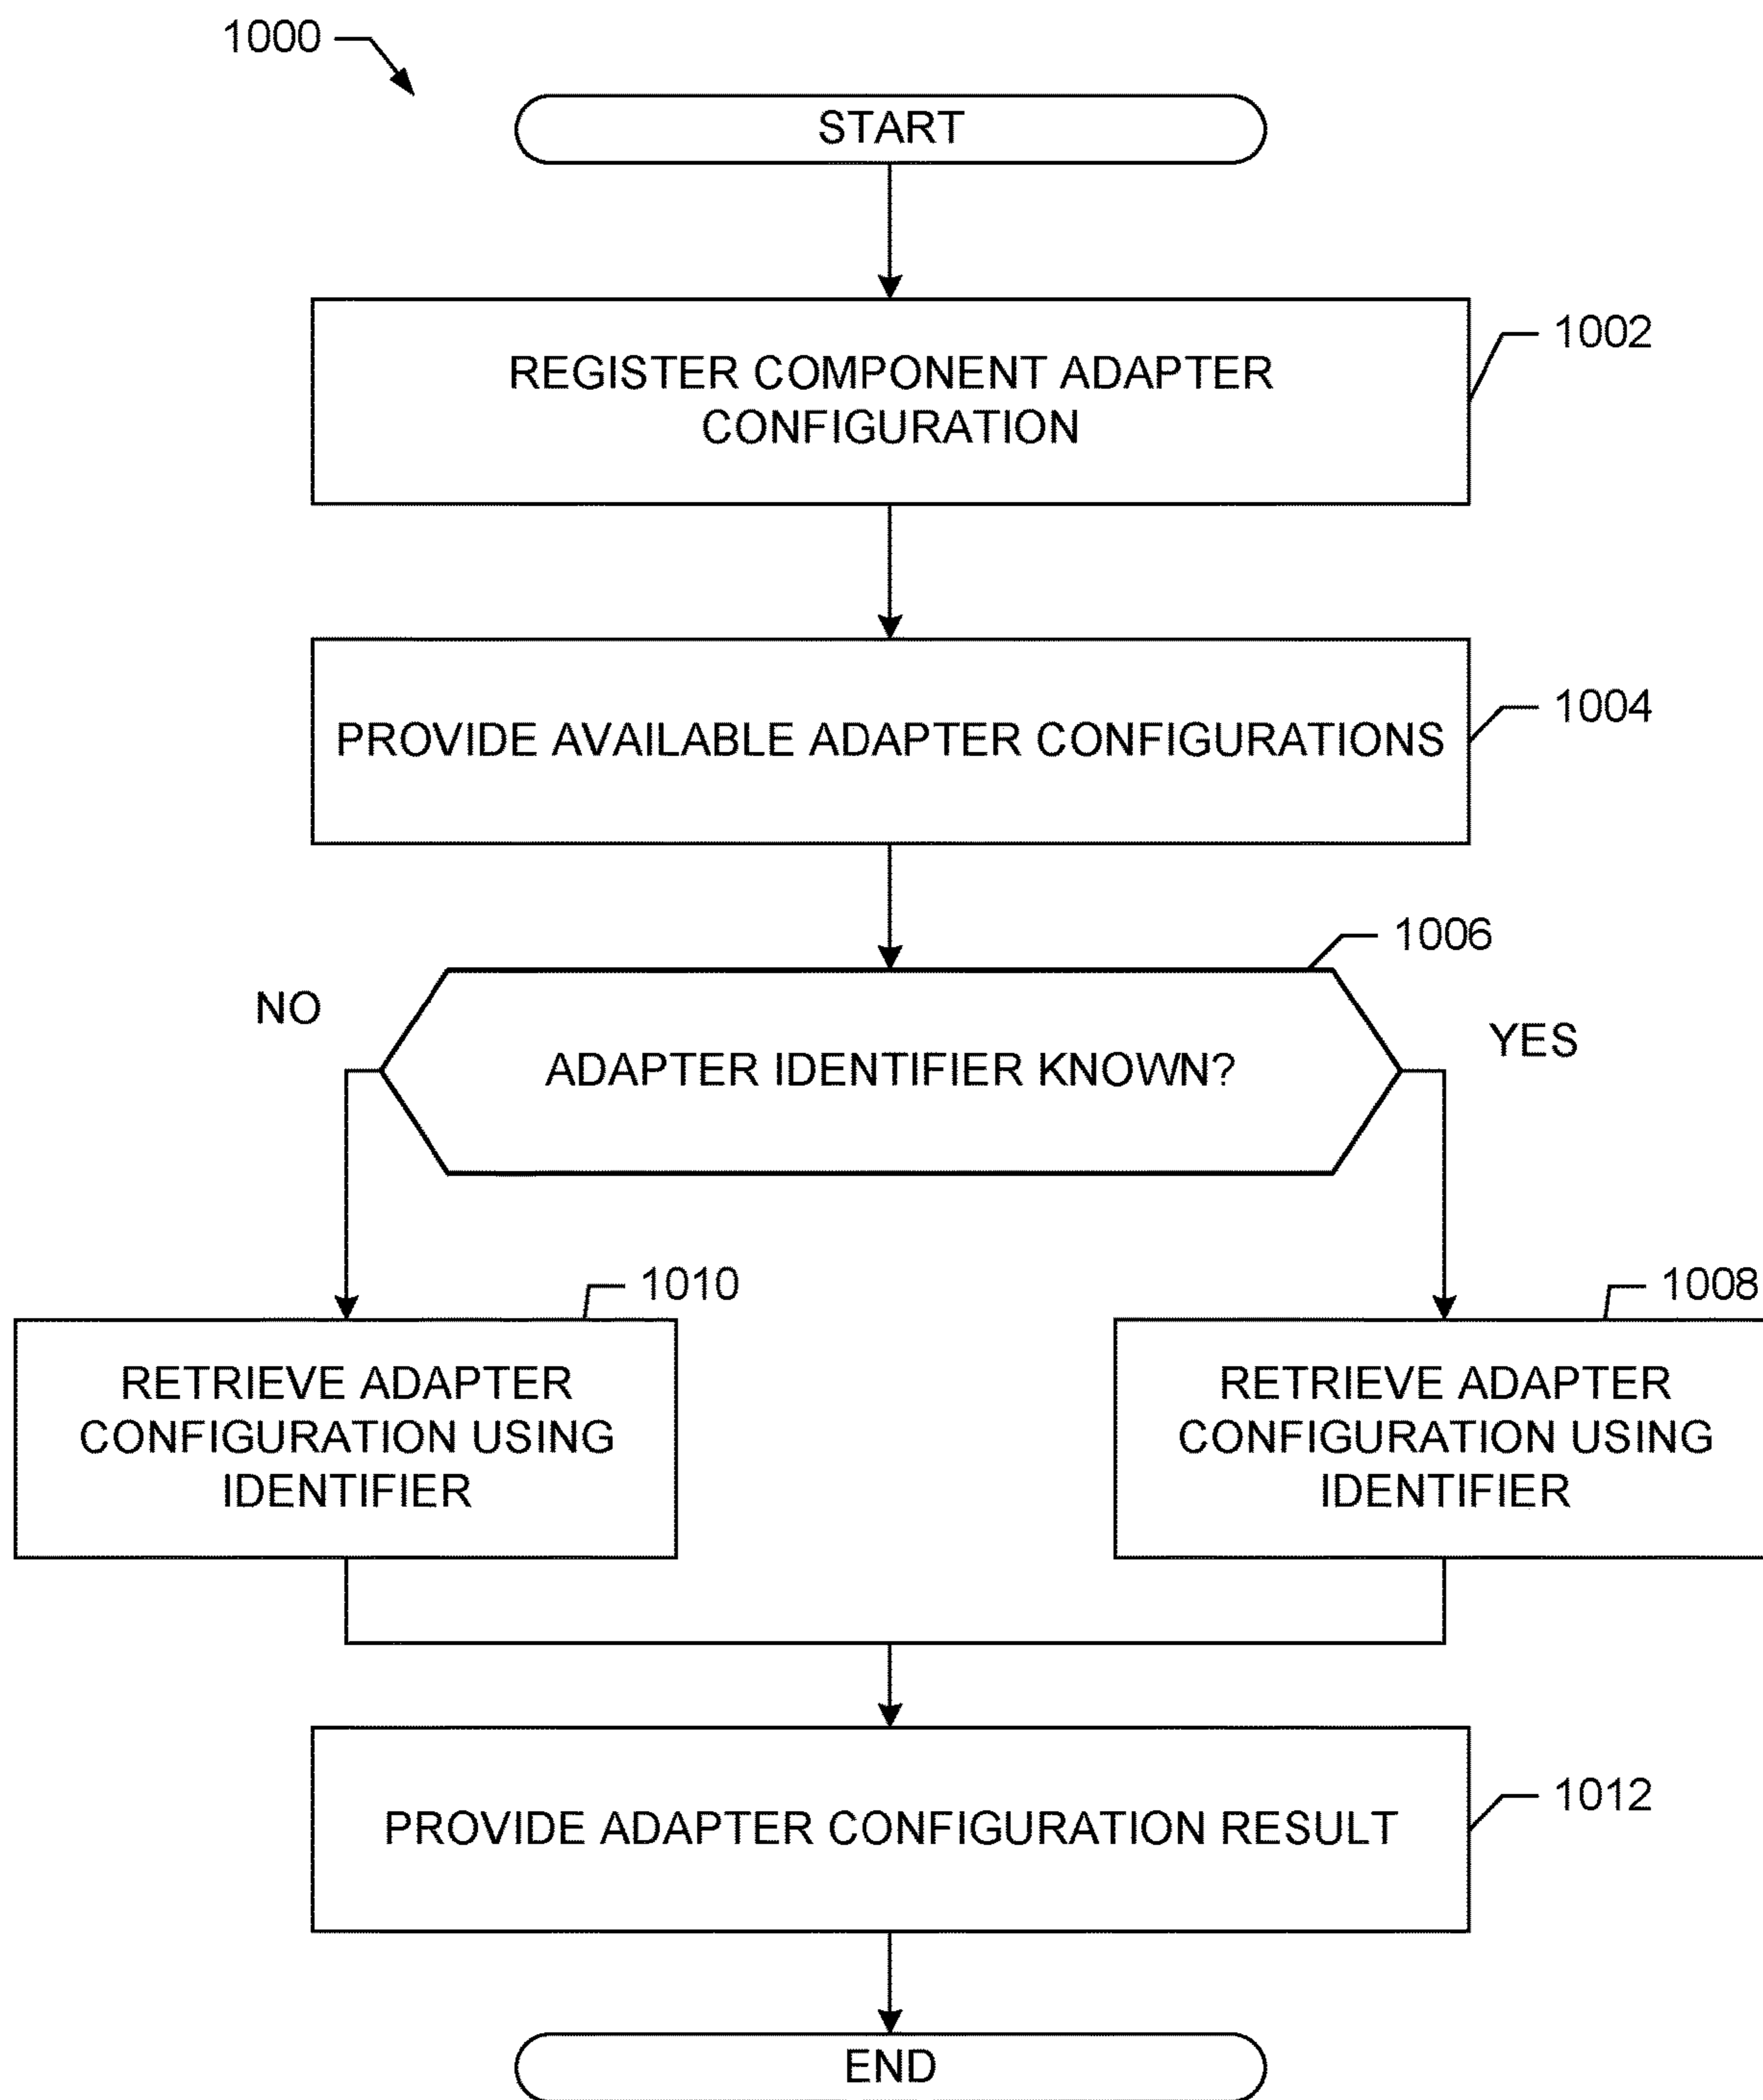 1000
START
1002
REGISTER COMPONENT ADAPTER
CONFIGURATION
1004
PROVIDE AVAILABLE ADAPTER CONFIGURATIONS
1006
NO
YES
ADAPTER IDENTIFIER KNOWN?
1010
RETRIEVE ADAPTER
CONFIGURATION USING
IDENTIFIER
1008
RETRIEVE ADAPTER
CONFIGURATION USING
IDENTIFIER
1012
PROVIDE ADAPTER CONFIGURATION RESULT
END